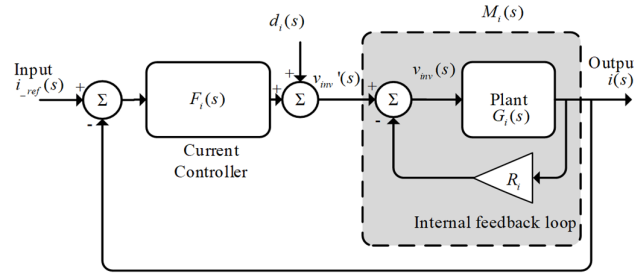 d_i(s)
M_i(s)
Input
i_ref(s)
+
Σ
-
F_i(s)
Current
Controller
+
+
Σ
v_inv'(s)
+
Σ
-
v_inv(s)
Plant
G_i(s)
R_i
Internal feedback loop
Outpu
i(s)